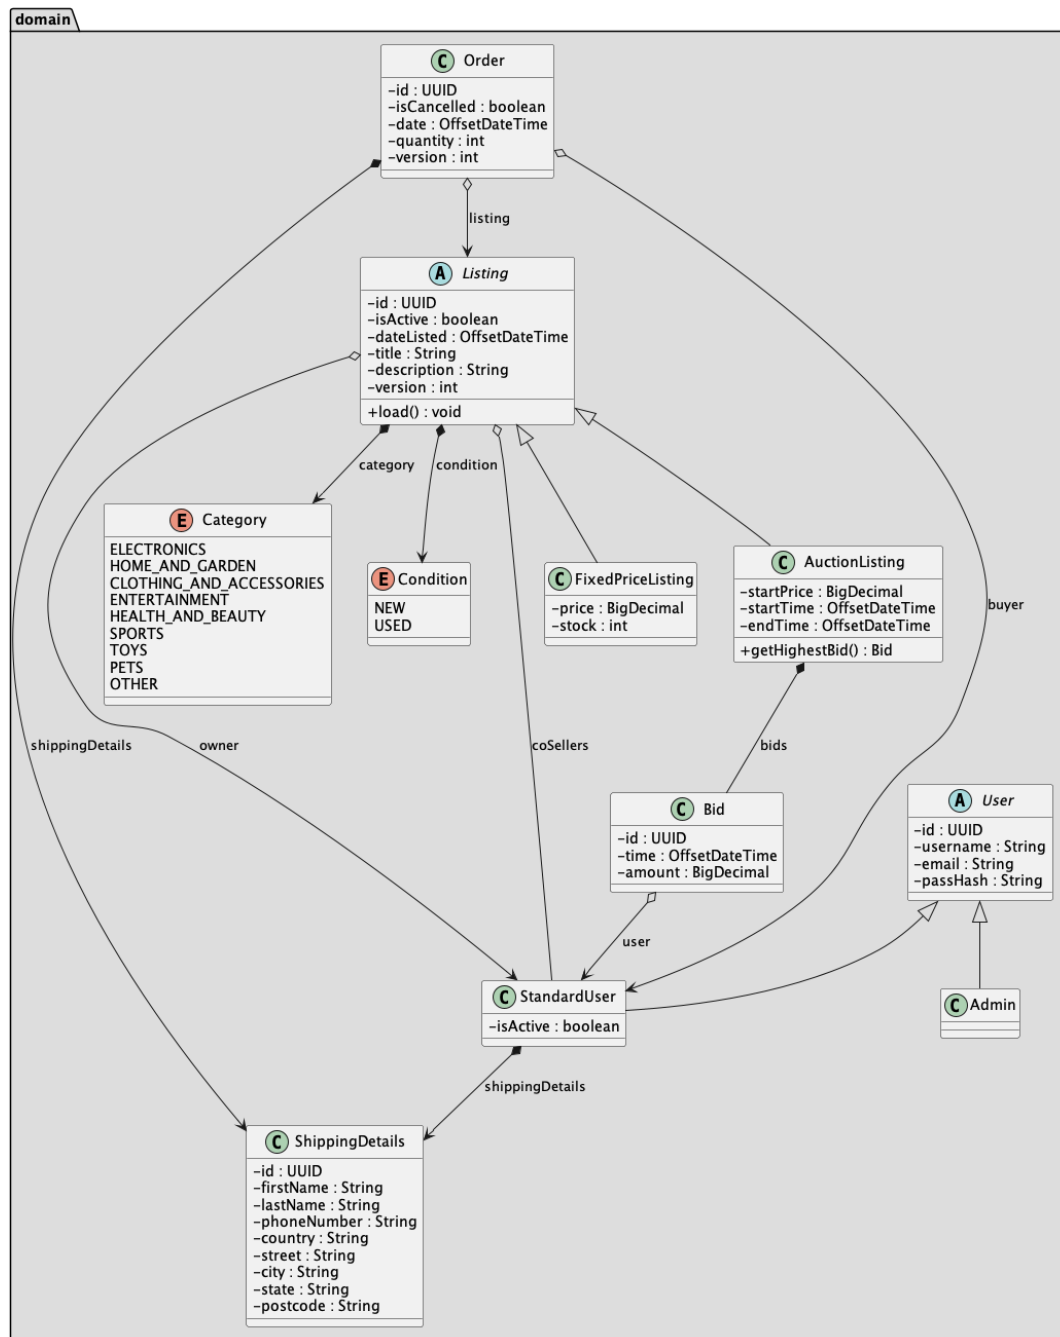 domain
C Order
-id : UUID
-isCancelled : boolean
-date : OffsetDateTime
-quantity : int
-version : int
listing
A Listing
-id : UUID
-isActive : boolean
-dateListed : OffsetDateTime
-title : String
-description : String
-version : int
+load() : void
category
condition
E Category
ELECTRONICS
HOME_AND_GARDEN
CLOTHING_AND_ACCESSORIES
ENTERTAINMENT
HEALTH_AND_BEAUTY
SPORTS
TOYS
PETS
OTHER
E Condition
NEW
USED
C FixedPriceListing
-price : BigDecimal
-stock : int
C AuctionListing
-startPrice : BigDecimal
-startTime : OffsetDateTime
-endTime : OffsetDateTime
+getHighestBid() : Bid
buyer
shippingDetails
owner
coSellers
bids
C Bid
-id : UUID
-time : OffsetDateTime
-amount : BigDecimal
A User
-id : UUID
-username : String
-email : String
-passHash : String
user
C StandardUser
-isActive : boolean
C Admin
shippingDetails
C ShippingDetails
-id : UUID
-firstName : String
-lastName : String
-phoneNumber : String
-country : String
-street : String
-city : String
-state : String
-postcode : String